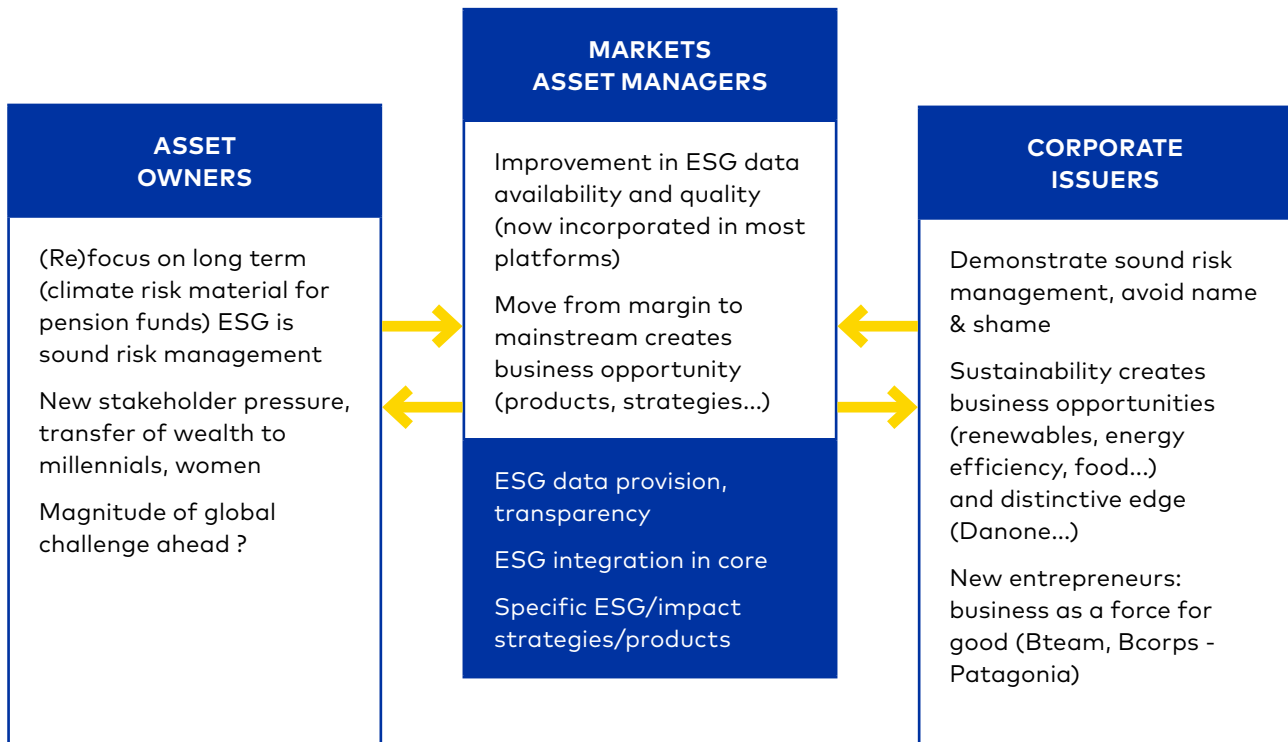 MARKETS
ASSET MANAGERS
Improvement in ESG data
availability and quality
(now incorporated in most
platforms)
Move from margin to
mainstream creates
business opportunity
(products, strategies...)
ESG data provision,
transparency
ESG integration in core
Specific ESG/impact
strategies/products
ASSET
OWNERS
(Re)focus on long term
(climate risk material for
pension funds) ESG is
sound risk management
New stakeholder pressure,
transfer of wealth to
millennials, women
Magnitude of global
challenge ahead ?
CORPORATE
ISSUERS
Demonstrate sound risk
management, avoid name
& shame
Sustainability creates
business opportunities
(renewables, energy
efficiency, food...)
and distinctive edge
(Danone...)
New entrepreneurs:
business as a force for
good (Bteam, Bcorps -
Patagonia)